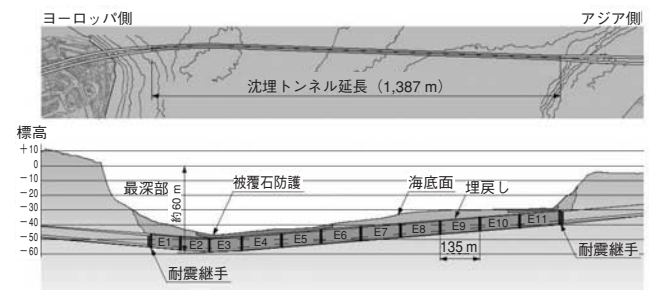 ヨーロッパ側
アジア側
沈埋トンネル延長（1,387 m）
標高
+10
0
−10
−20
−30
−40
−50
−60
最深部
約60 m
被覆石防護
海底面
埋戻し
E1 E2 E3 E4 E5 E6 E7 E8 E9 E10 E11
135 m
耐震継手
耐震継手